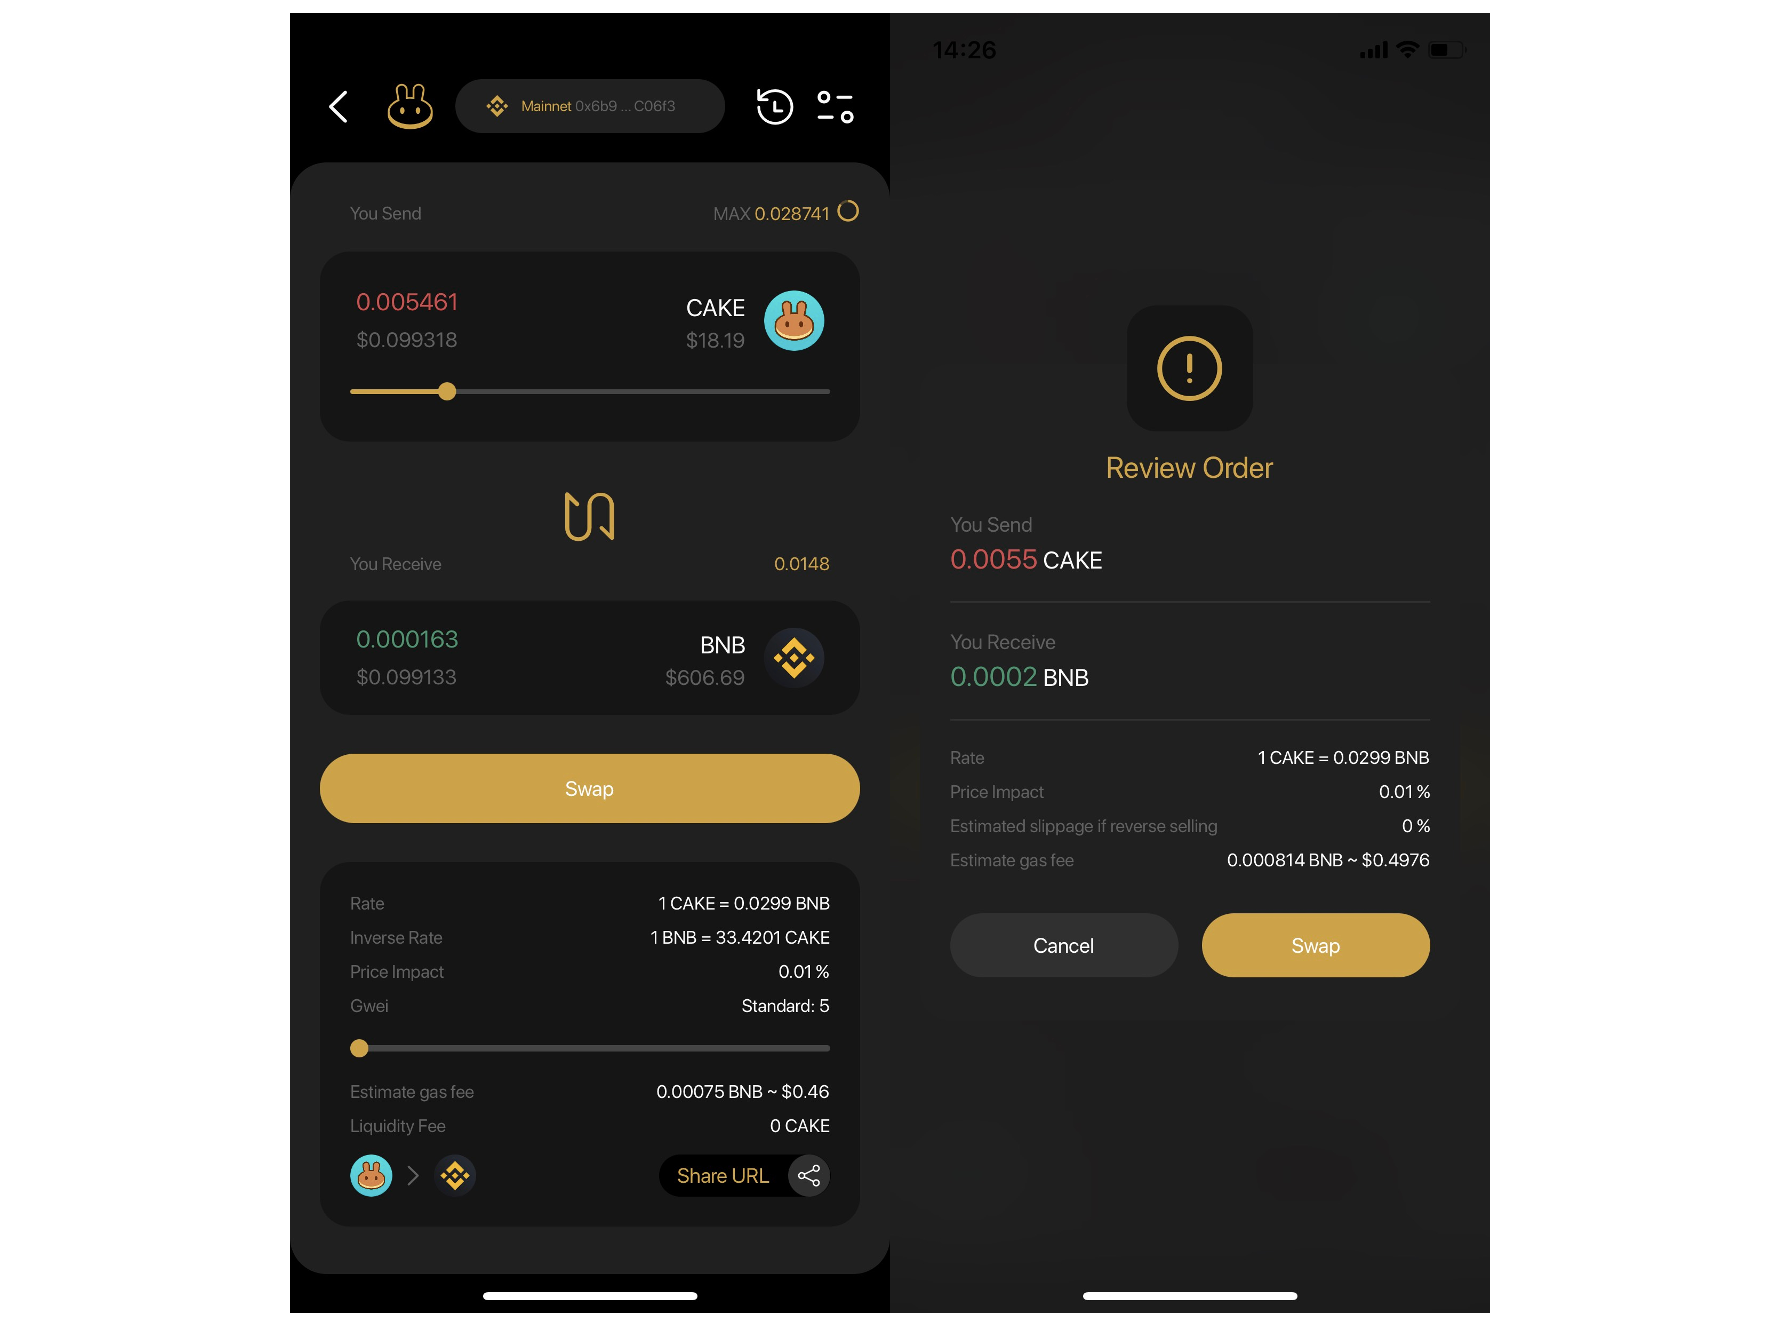 Mainnet 0x6b9 ... C06f3
You Send
MAX 0.028741
0.005461
CAKE
$0.099318
$18.19
You Receive
0.0148
0.000163
BNB
$0.099133
$606.69
Swap
Rate
1 CAKE = 0.0299 BNB
Inverse Rate
1 BNB = 33.4201 CAKE
Price Impact
0.01 %
Gwei
Standard: 5
Estimate gas fee
0.00075 BNB ~ $0.46
Liquidity Fee
0 CAKE
Share URL
14:26
Review Order
You Send
0.0055 CAKE
You Receive
0.0002 BNB
Rate
1 CAKE = 0.0299 BNB
Price Impact
0.01 %
Estimated slippage if reverse selling
0 %
Estimate gas fee
0.000814 BNB ~ $0.4976
Cancel
Swap